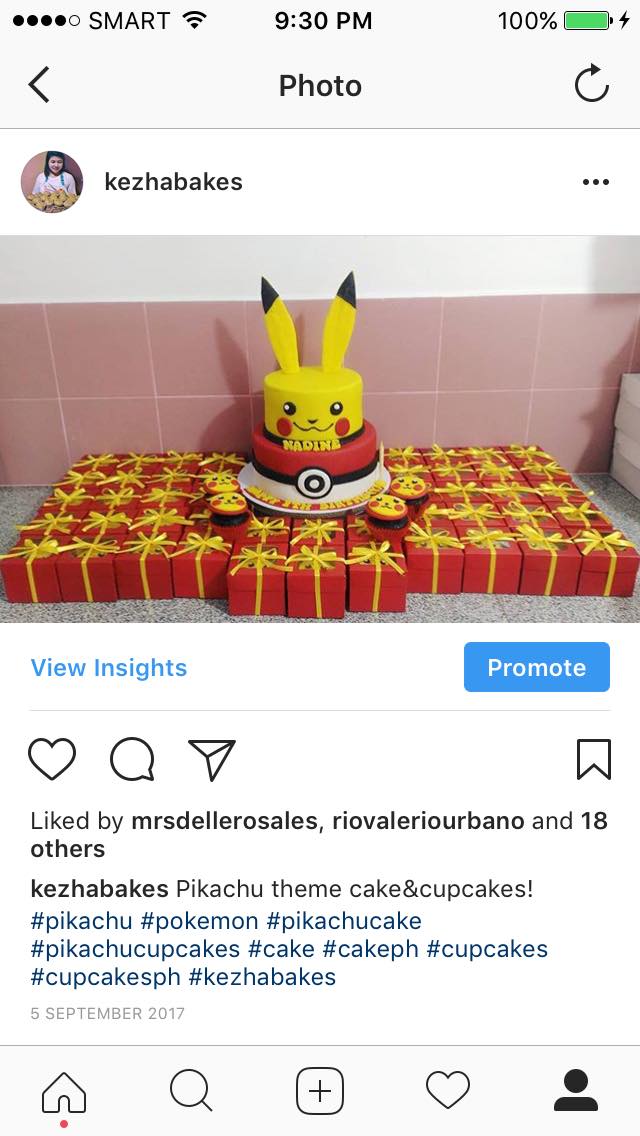 SMART 9:30 PM 100%
Photo
kezhabakes
NADINE
View Insights Promote
Liked by mrsdellerosales, riovaleriourbano and 18
others
kezhabakes Pikachu theme cake&cupcakes!
#pikachu #pokemon #pikachucake
#pikachucupcakes #cake #cakeph #cupcakes
#cupcakesph #kezhabakes
5 SEPTEMBER 2017